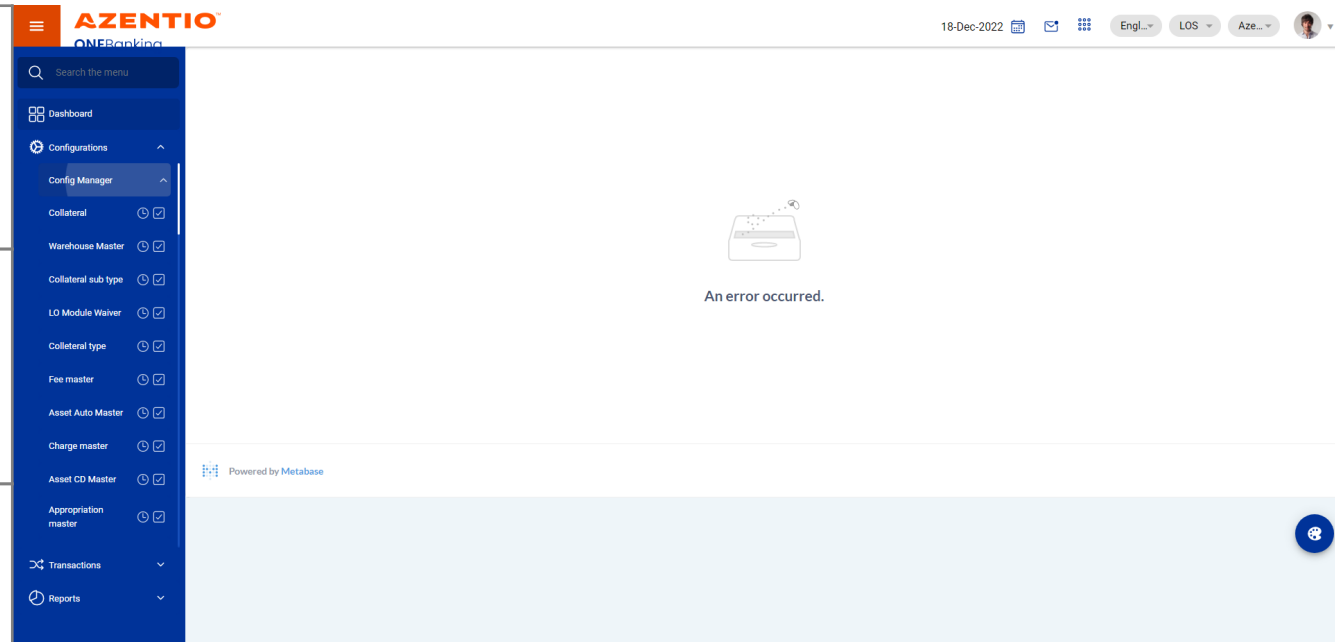 AZENTIO
ONEBanking
18-Dec-2022
Engl...
LOS
Aze...
Search the menu
Dashboard
Configurations
Config Manager
Collateral
Warehouse Master
Collateral sub type
LO Module Waiver
Colleteral type
Fee master
Asset Auto Master
Charge master
Asset CD Master
Appropriation
master
Transactions
Reports
An error occurred.
Powered by Metabase